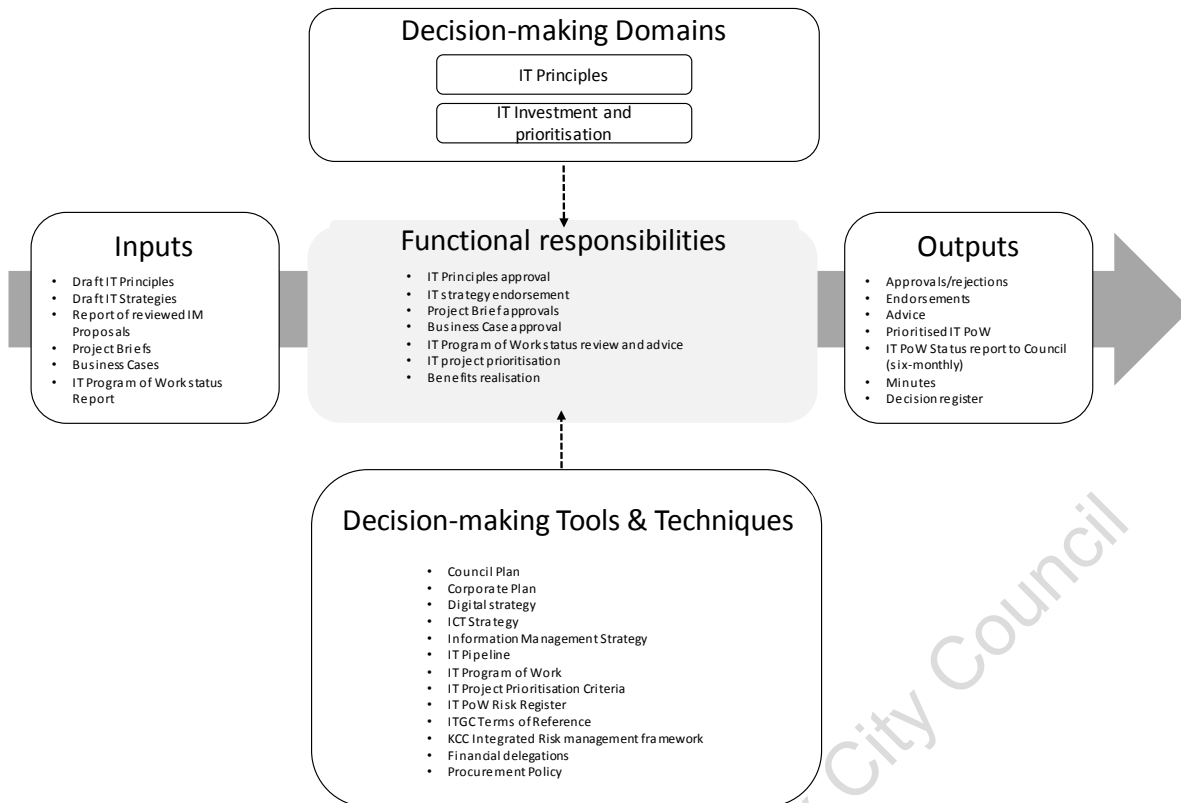 Decision-making Domains
IT Principles
IT Investment and
prioritisation
Inputs
• Draft IT Principles
• Draft IT Strategies
• Report of reviewed IM
Proposals
• Project Briefs
• Business Cases
• IT Program of Work status
Report
Functional responsibilities
• IT Principles approval
• IT strategy endorsement
• Project Brief approvals
• Business Case approval
• IT Program of Work status review and advice
• IT project prioritisation
• Benefits realisation
Outputs
• Approvals/rejections
• Endorsements
• Advice
• Prioritised IT PoW
• IT PoW Status report to Council
(six-monthly)
• Minutes
• Decision register
Decision-making Tools & Techniques
• Council Plan
• Corporate Plan
• Digital strategy
• ICT Strategy
• Information Management Strategy
• IT Pipeline
• IT Program of Work
• IT Project Prioritisation Criteria
• IT PoW Risk Register
• ITGC Terms of Reference
• KCC Integrated Risk management framework
• Financial delegations
• Procurement Policy
City Council